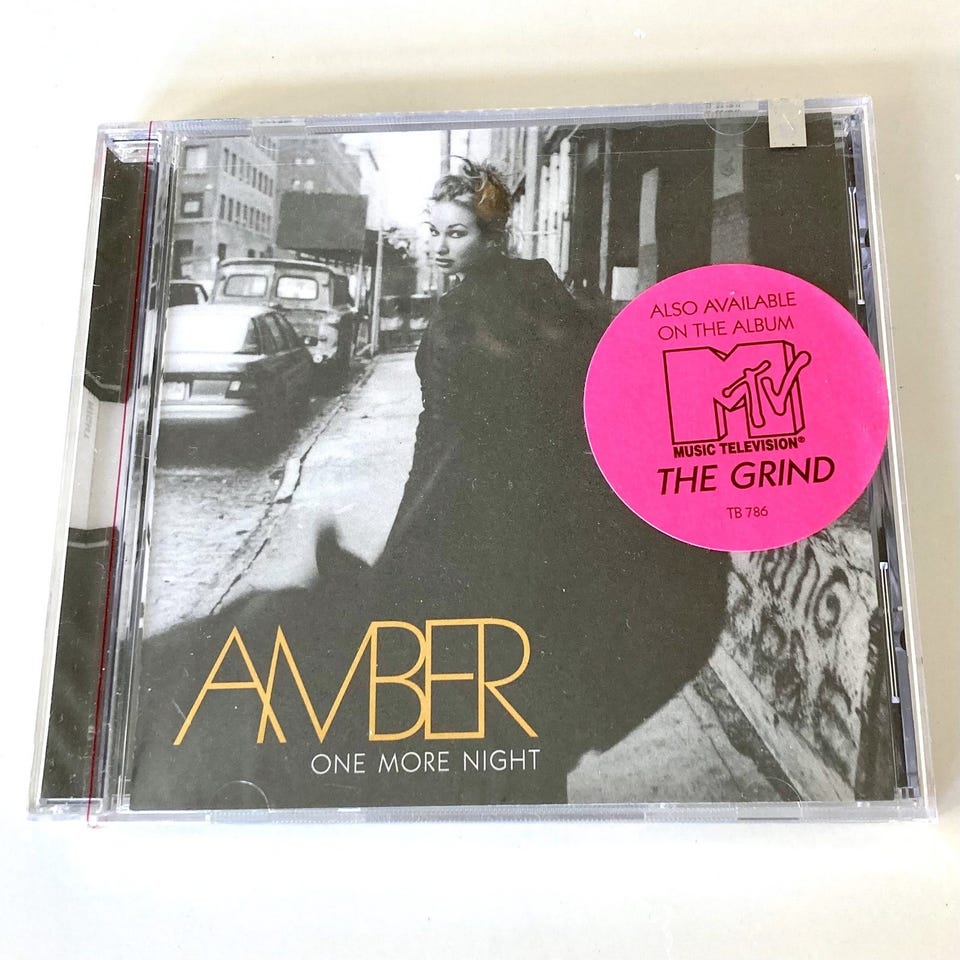 ALSO AVAILABLE
ON THE ALBUM
MTV
MUSIC TELEVISION®
THE GRIND
TB 786
AMBER
ONE MORE NIGHT